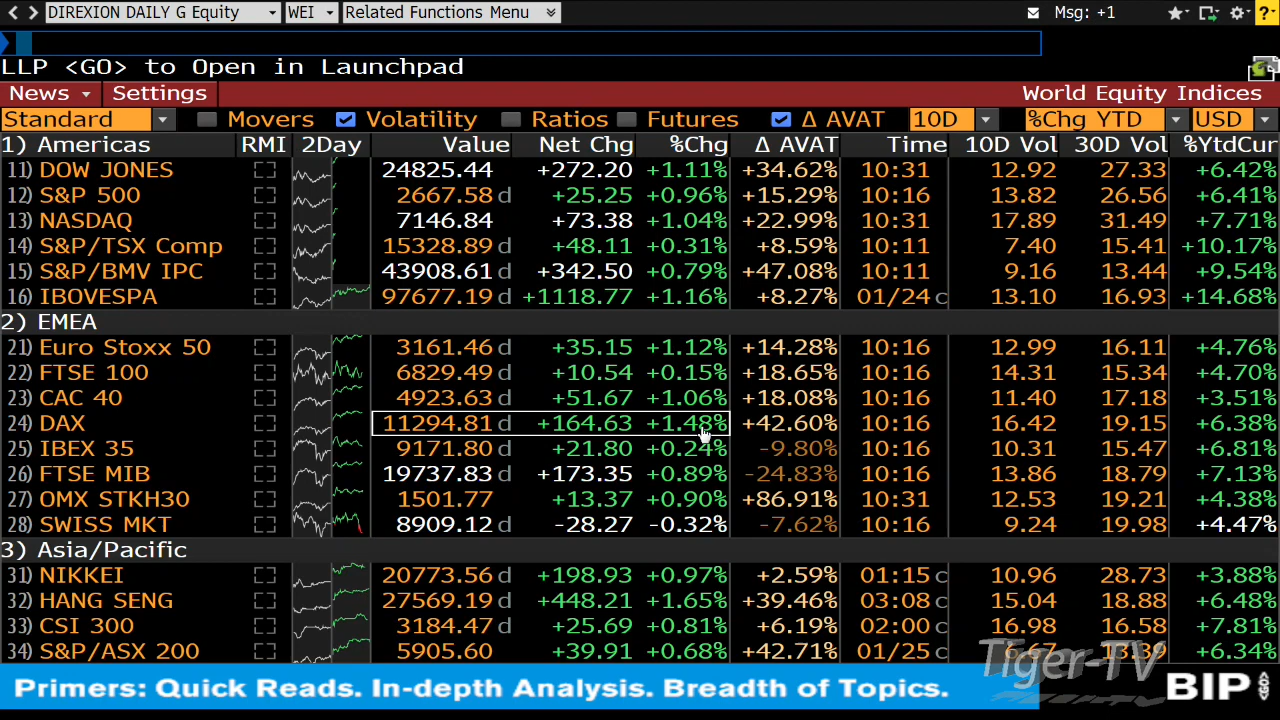 DIREXION DAILY G Equity WEI Related Functions Menu Msg: +1 ?
LLP <GO> to Open in Launchpad
News Settings World Equity Indices
Standard Movers Volatility Ratios Futures Δ AVAT 10D %Chg YTD USD
1) Americas RMI 2Day Value Net Chg %Chg Δ AVAT Time 10D Vol 30D Vol %YtdCur
11) DOW JONES 24825.44 +272.20 +1.11% +34.62% 10:31 12.92 27.33 +6.42%
12) S&P 500 2667.58 d +25.25 +0.96% +15.29% 10:16 13.82 26.56 +6.41%
13) NASDAQ 7146.84 +73.38 +1.04% +22.99% 10:31 17.89 31.49 +7.71%
14) S&P/TSX Comp 15328.89 d +48.11 +0.31% +8.59% 10:11 7.40 15.41 +10.17%
15) S&P/BMV IPC 43908.61 d +342.50 +0.79% +47.08% 10:11 9.16 13.44 +9.54%
16) IBOVESPA 97677.19 d +1118.77 +1.16% +8.27% 01/24 c 13.10 16.93 +14.68%
2) EMEA
21) Euro Stoxx 50 3161.46 d +35.15 +1.12% +14.28% 10:16 12.99 16.11 +4.76%
22) FTSE 100 6829.49 d +10.54 +0.15% +18.65% 10:16 14.31 15.34 +4.70%
23) CAC 40 4923.63 d +51.67 +1.06% +18.08% 10:16 11.40 17.18 +3.51%
24) DAX 11294.81 d +164.63 +1.48% +42.60% 10:16 16.42 19.15 +6.38%
25) IBEX 35 9171.80 d +21.80 +0.24% -9.80% 10:16 10.31 15.47 +6.81%
26) FTSE MIB 19737.83 d +173.35 +0.89% -24.83% 10:16 13.86 18.79 +7.13%
27) OMX STKH30 1501.77 +13.37 +0.90% +86.91% 10:31 12.53 19.21 +4.38%
28) SWISS MKT 8909.12 d -28.27 -0.32% -7.62% 10:16 9.24 19.98 +4.47%
3) Asia/Pacific
31) NIKKEI 20773.56 d +198.93 +0.97% +2.59% 01:15 c 10.96 28.73 +3.88%
32) HANG SENG 27569.19 d +448.21 +1.65% +39.46% 03:08 c 15.04 18.88 +6.48%
33) CSI 300 3184.47 d +25.69 +0.81% +6.19% 02:00 c 16.98 16.58 +7.81%
34) S&P/ASX 200 5905.60 +39.91 +0.68% +42.71% 01/25 c 6.67 13.39 +6.34%
Tiger-TV
Primers: Quick Reads. In-depth Analysis. Breadth of Topics. BIP <GO>